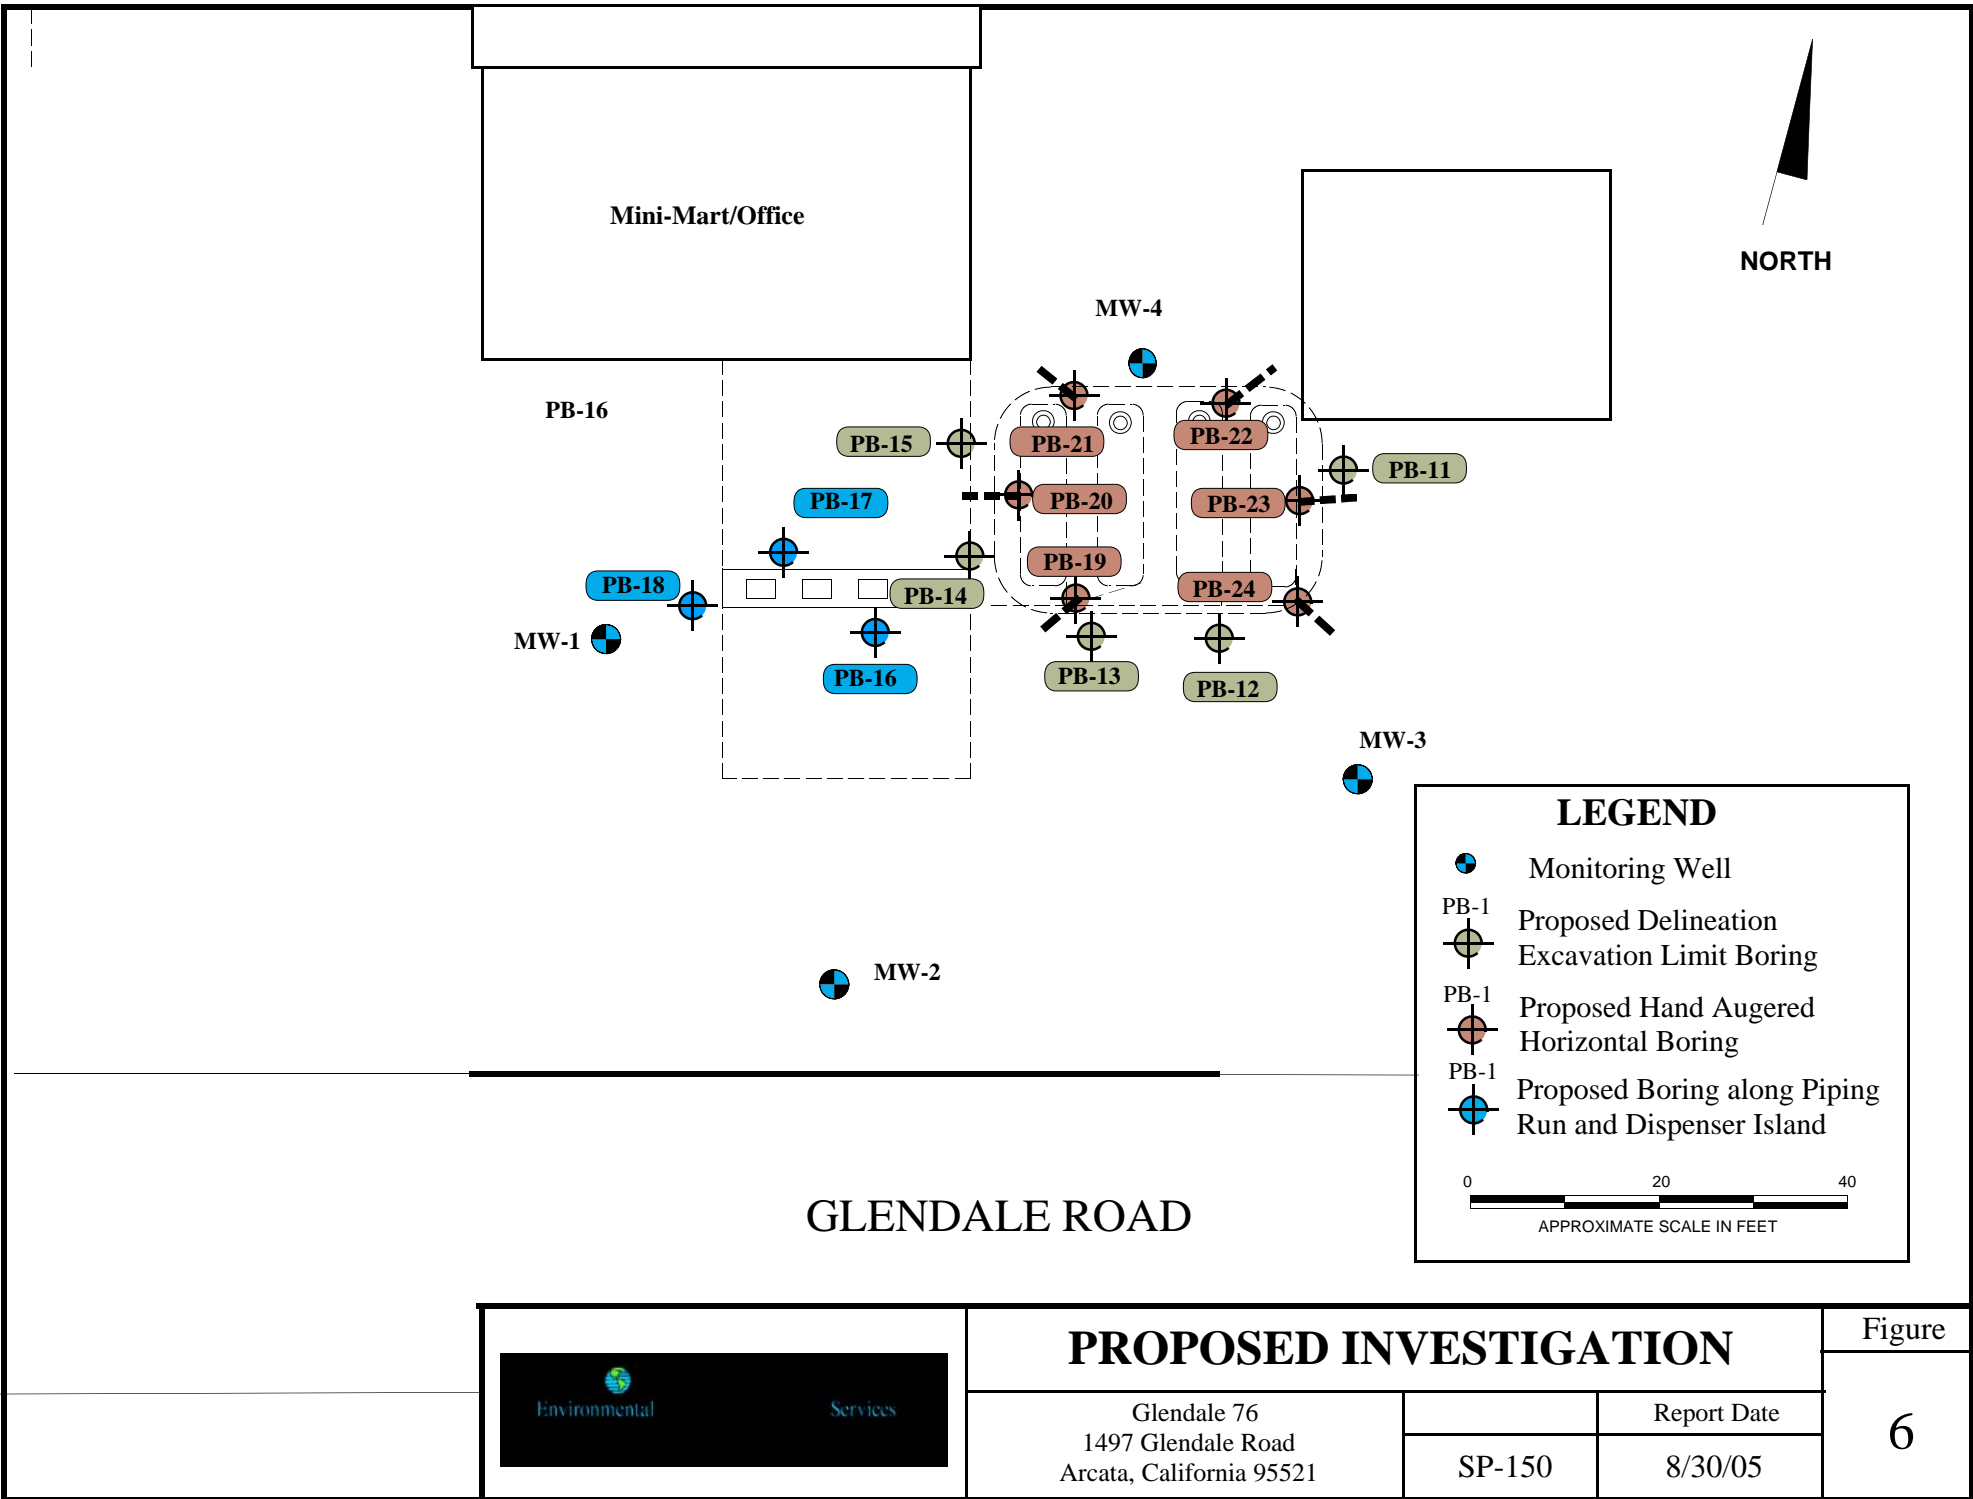 Mini-Mart/Office
NORTH
MW-4
PB-16
PB-15
PB-21
PB-22
PB-11
PB-17
PB-20
PB-23
PB-19
PB-18
PB-14
PB-24
MW-1
PB-16
PB-13
PB-12
MW-3
LEGEND
Monitoring Well
PB-1
Proposed Delineation
Excavation Limit Boring
PB-1
Proposed Hand Augered
Horizontal Boring
PB-1
Proposed Boring along Piping
Run and Dispenser Island
0 20 40
APPROXIMATE SCALE IN FEET
MW-2
GLENDALE ROAD
Environmental Services
PROPOSED INVESTIGATION
Glendale 76
1497 Glendale Road
Arcata, California 95521
SP-150
Report Date
8/30/05
Figure
6